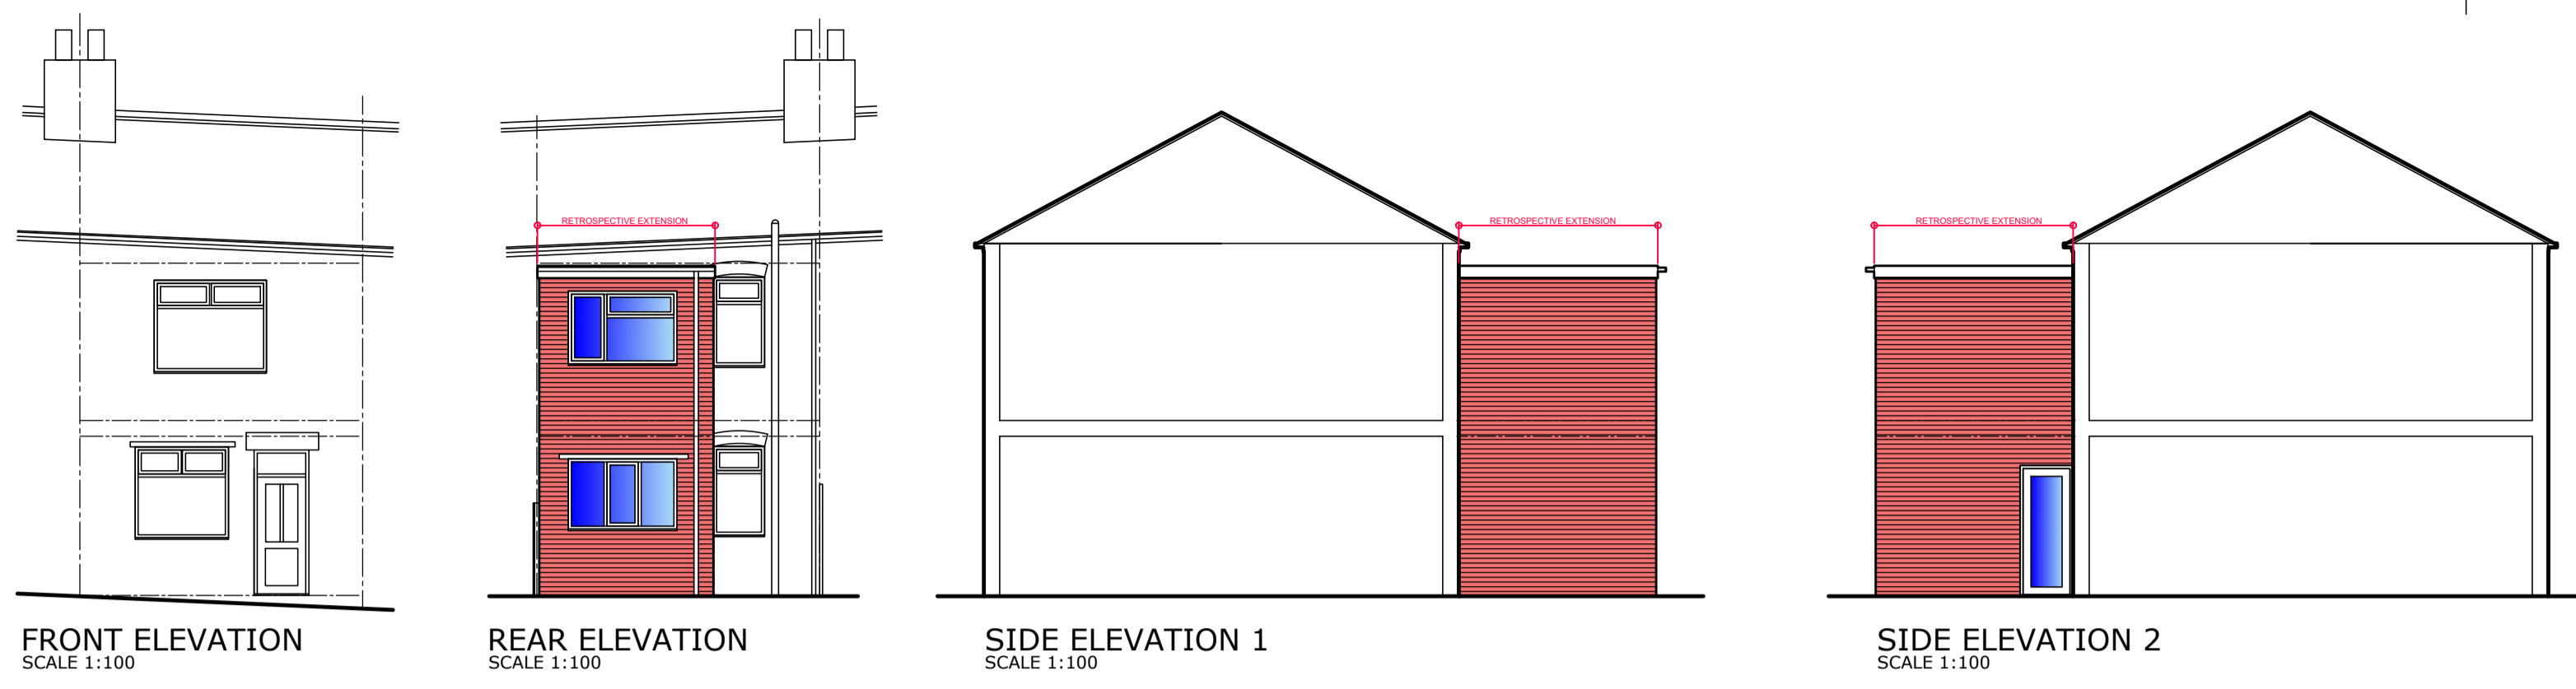 RETROSPECTIVE EXTENSION
RETROSPECTIVE EXTENSION
RETROSPECTIVE EXTENSION
FRONT ELEVATION
SCALE 1:100
REAR ELEVATION
SCALE 1:100
SIDE ELEVATION 1
SCALE 1:100
SIDE ELEVATION 2
SCALE 1:100